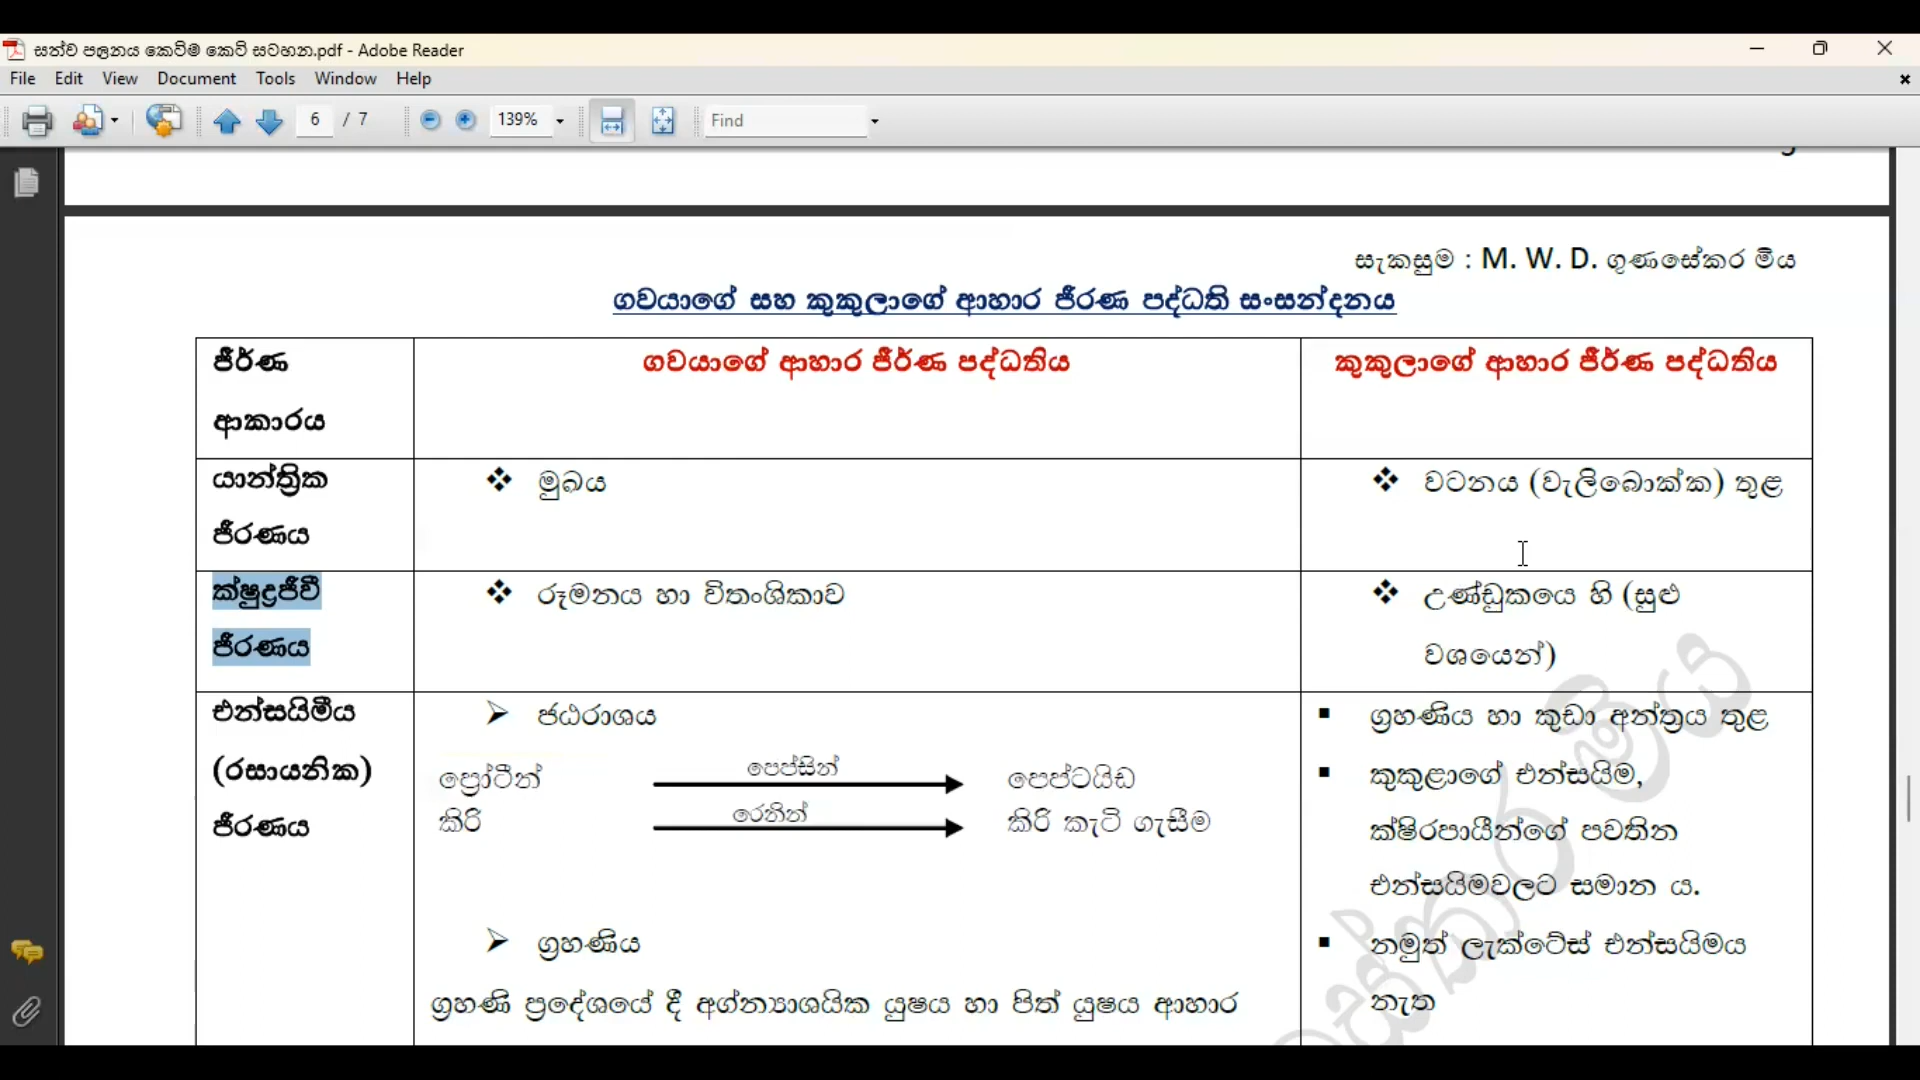 සත්ව පාලනය කෙටිම කෙටි සටහන.pdf - Adobe Reader
File Edit View Document Tools Window Help
6 / 7 139% Find
සැකසුම : M. W. D. ගුණසේකර මිය
ගවයාගේ සහ කුකුලාගේ ආහාර ජීරණ පද්ධති සංසන්දනය
ජීර්ණ
ආකාරය
ගවයාගේ ආහාර ජීර්ණ පද්ධතිය
කුකුලාගේ ආහාර ජීර්ණ පද්ධතිය
යාන්ත්‍රික
ජීරණය
❖ මුඛය
❖ වටනය (වැලිබොක්ක) තුළ
ක්ෂුද්‍රජීවී
ජීරණය
❖ රූමනය හා විතංශිකාව
❖ උණ්ඩුකයෙ හි (සුළු
වශයෙන්)
එන්සයිමීය
(රසායනික)
ජීරණය
➢ ජඨරාශය
ප්‍රෝටීන් පෙප්සින් පෙප්ටයිඩ
කිරි රෙනින් කිරි කැටි ගැසීම
➢ ග්‍රහණිය
ග්‍රහණි ප්‍රදේශයේ දී අග්න්‍යාශයික යුෂය හා පිත් යුෂය ආහාර
▪ ග්‍රහණිය හා කුඩා අන්ත්‍රය තුළ
▪ කුකුළාගේ එන්සයිම,
ක්ෂිරපායීන්ගේ පවතින
එන්සයිමවලට සමාන ය.
▪ නමුත් ලැක්ටේස් එන්සයිමය
නැත